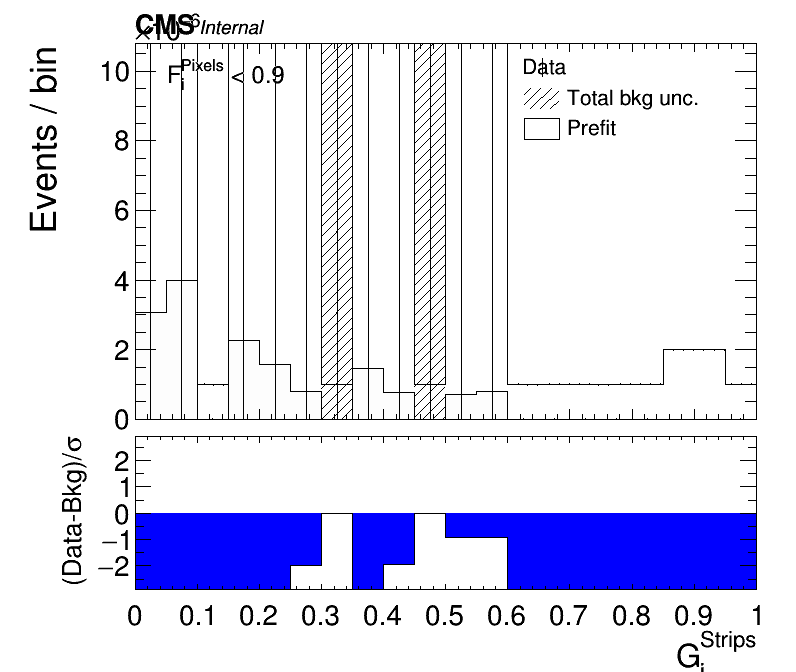 CMS Internal
×10⁻⁶
F_i^Pixels < 0.9
Data
Total bkg unc.
Prefit
Events / bin
10
8
6
4
2
0
(Data-Bkg)/σ
2
1
0
−1
−2
0 0.1 0.2 0.3 0.4 0.5 0.6 0.7 0.8 0.9 1
G_i^Strips